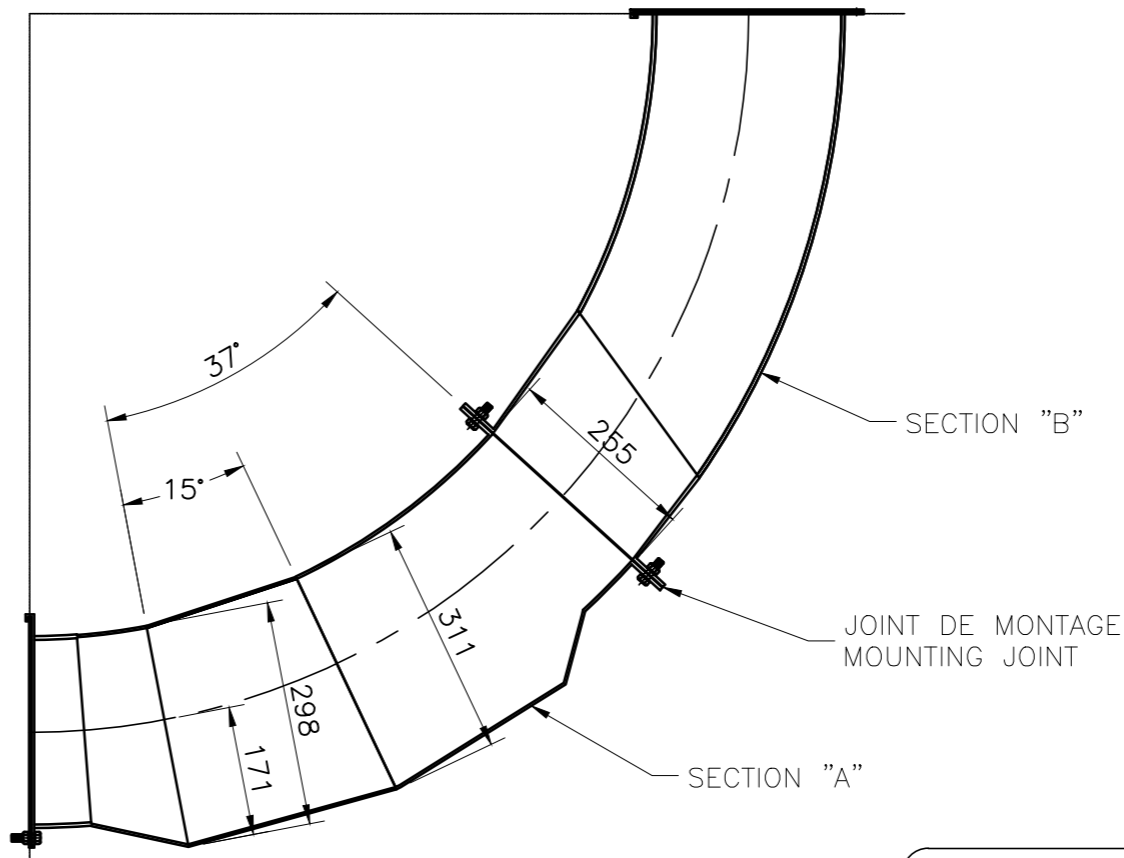 37°
15°
255
SECTION "B"
311
298
171
JOINT DE MONTAGE
MOUNTING JOINT
SECTION "A"